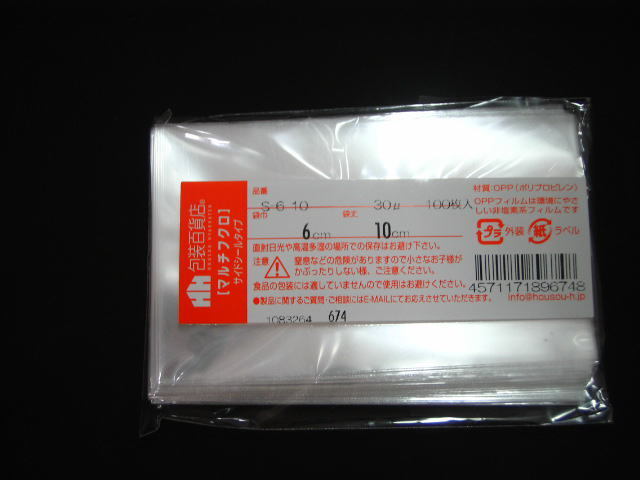 包装百貨店®
【マルチフクロ】
サイドシールタイプ
品番
S-6-10 30μ 100枚入
袋巾 袋丈
6cm 10cm
直射日光や高温多湿の場所での保存はお避け下さい。
注意
窒息などの危険がありますので小さなお子様が
かぶったりしない様、ご注意ください。
食品の包装には適していませんので使用はお避けください。
●製品に関するご質問・ご相談にはE-MAILにてお応えさせていただきます。
1083264 674
材質:OPP(ポリプロピレン)
OPPフィルムは環境にやさ
しい非塩素系フィルムです
プラ 外装 紙 ラベル
4571171896748
info@housou-h.jp